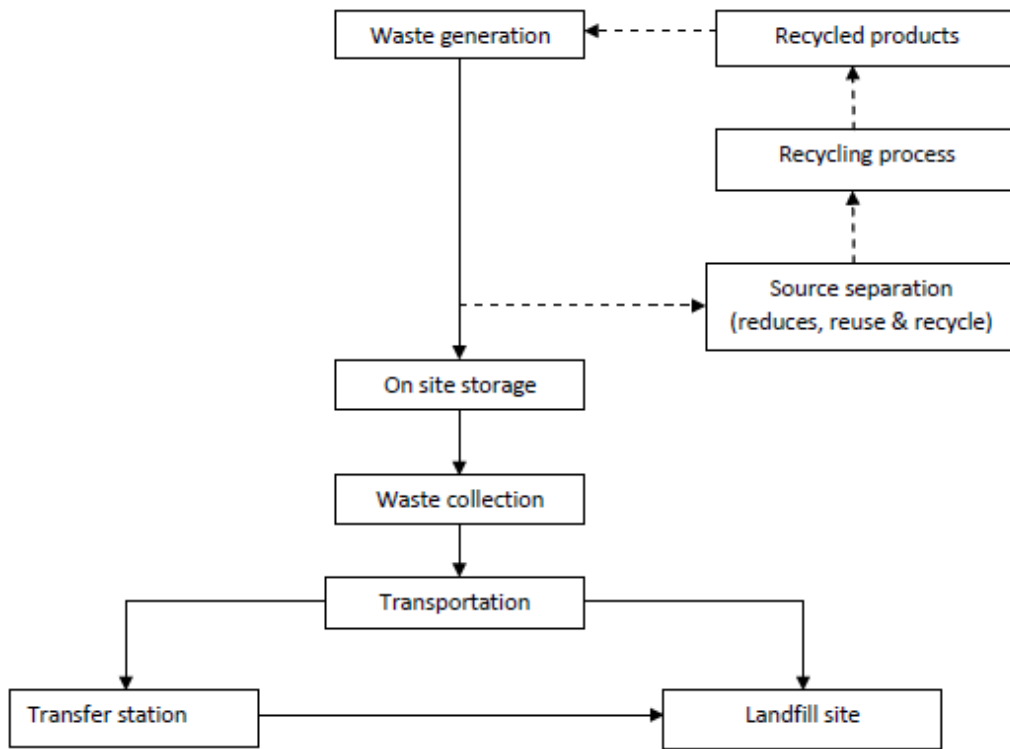 Waste generation
Recycled products
Recycling process
Source separation
(reduces, reuse & recycle)
On site storage
Waste collection
Transportation
Transfer station
Landfill site